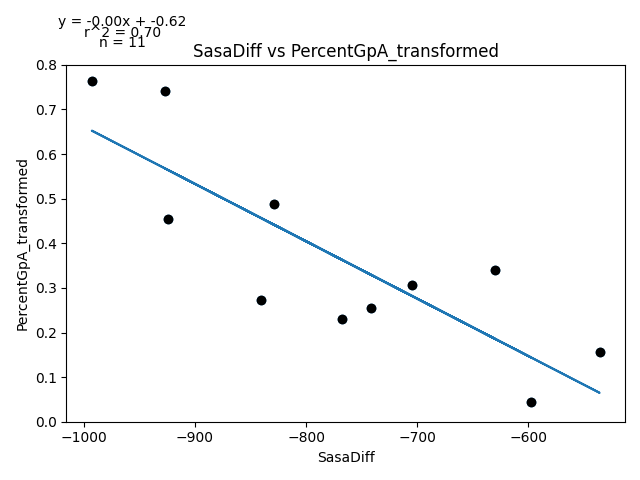 y = -0.00x + -0.62
r^2 = 0.70
n = 11
SasaDiff vs PercentGpA_transformed
0.8
0.7
0.6
0.5
0.4
0.3
0.2
0.1
0.0
PercentGpA_transformed
−1000 −900 −800 −700 −600
SasaDiff